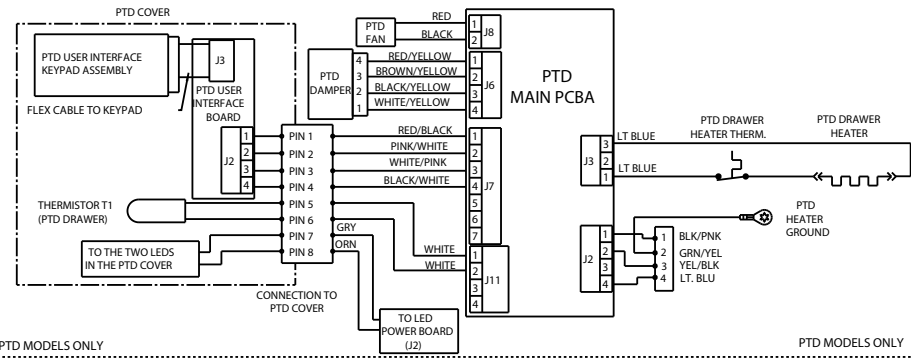 PTD COVER
PTD USER INTERFACE
KEYPAD ASSEMBLY
J3
FLEX CABLE TO KEYPAD
PTD USER
INTERFACE
BOARD
J2
1
2
3
4
THERMISTOR T1
(PTD DRAWER)
TO THE TWO LEDS
IN THE PTD COVER
PIN 1
PIN 2
PIN 3
PIN 4
PIN 5
PIN 6
PIN 7
PIN 8
CONNECTION TO
PTD COVER
GRY
ORN
TO LED
POWER BOARD
(J2)
PTD
FAN
RED
BLACK
1
2
J8
PTD
DAMPER
4
3
2
1
RED/YELLOW
BROWN/YELLOW
BLACK/YELLOW
WHITE/YELLOW
1
2
3
4
J6
RED/BLACK
PINK/WHITE
WHITE/PINK
BLACK/WHITE
1
2
3
4
5
6
7
J7
WHITE
WHITE
1
2
3
4
J11
PTD
MAIN PCBA
J3
3
2
1
LT BLUE
LT BLUE
PTD DRAWER
HEATER THERM.
PTD DRAWER
HEATER
PTD
HEATER
GROUND
J2
1
2
3
4
1
2
3
4
BLK/PNK
GRN/YEL
YEL/BLK
LT. BLU
PTD MODELS ONLY
PTD MODELS ONLY